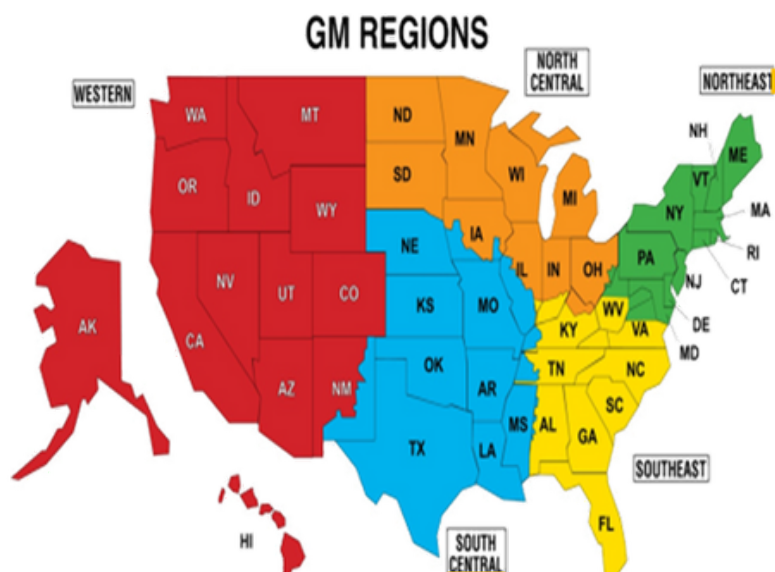 GM REGIONS
WESTERN
NORTH
CENTRAL
NORTHEAST
WA
MT
ND
MN
OR
ID
SD
WI
MI
WY
IA
NE
NV
UT
CO
CA
KS
MO
IL
IN
OH
AZ
NM
OK
AR
TX
LA
MS
AK
HI
NH
VT
ME
NY
MA
RI
CT
PA
NJ
DE
MD
WV
VA
KY
TN
NC
SC
AL
GA
FL
SOUTHEAST
SOUTH
CENTRAL